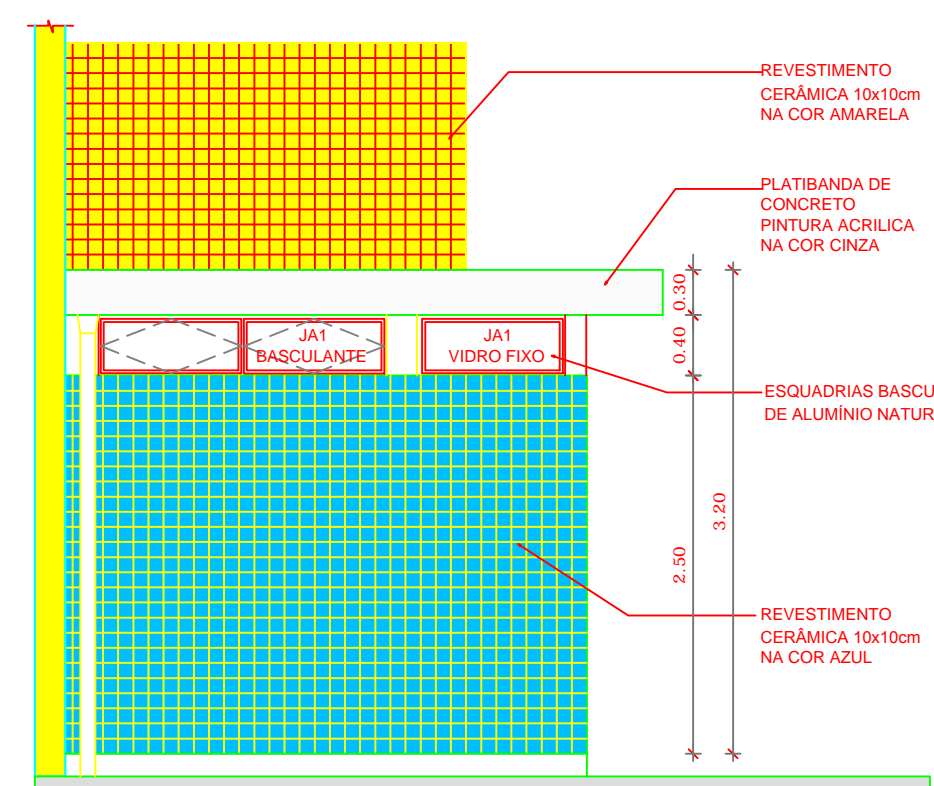 REVESTIMENTO
CERÂMICA 10x10cm
NA COR AMARELA
PLATIBANDA DE
CONCRETO
PINTURA ACRILICA
NA COR CINZA
0.30
JA1
BASCULANTE
JA1
VIDRO FIXO
0.40
ESQUADRIAS BASCU
DE ALUMÍNIO NATUR
3.20
2.50
REVESTIMENTO
CERÂMICA 10x10cm
NA COR AZUL